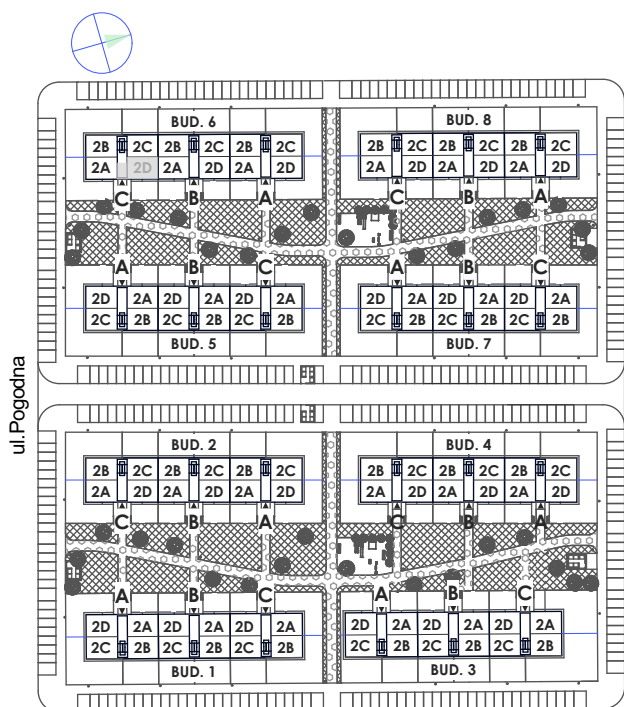 BUD. 6 BUD. 8
2B 2C 2B 2C 2B 2C 2B 2C 2B 2C 2B 2C
2A 2D 2A 2D 2A 2D 2A 2D 2A 2D 2A 2D
C B A C B A
A B C A B C
2D 2A 2D 2A 2D 2A 2D 2A 2D 2A 2D 2A
2C 2B 2C 2B 2C 2B 2C 2B 2C 2B 2C 2B
BUD. 5 BUD. 7
ul.Pogodna
BUD. 2 BUD. 4
2B 2C 2B 2C 2B 2C 2B 2C 2B 2C 2B 2C
2A 2D 2A 2D 2A 2D 2A 2D 2A 2D 2A 2D
C B A C B A
A B C A B C
2D 2A 2D 2A 2D 2A 2D 2A 2D 2A 2D 2A
2C 2B 2C 2B 2C 2B 2C 2B 2C 2B 2C 2B
BUD. 1 BUD. 3